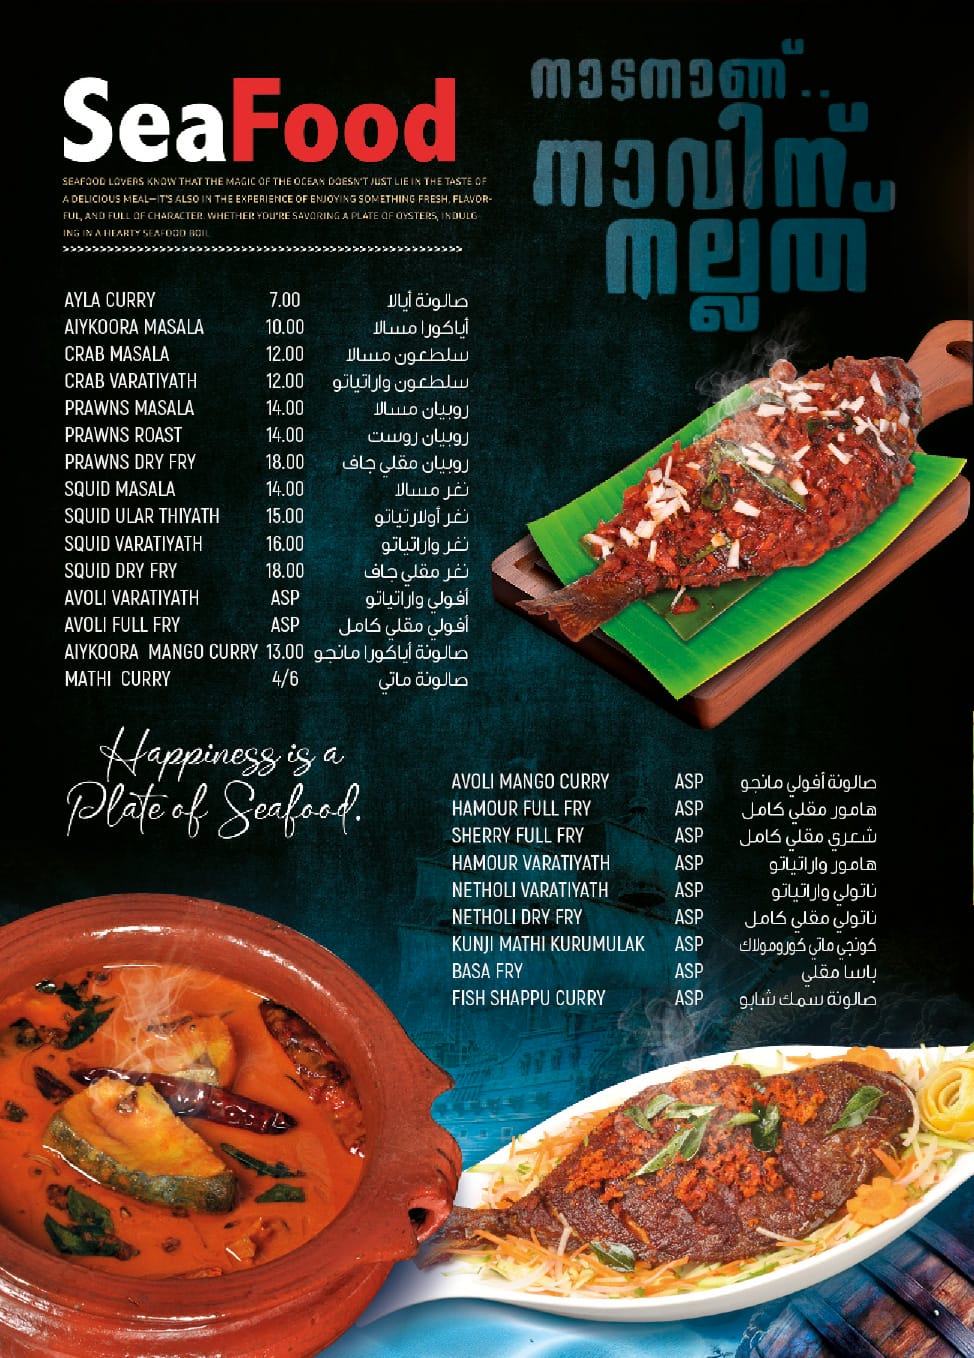 SeaFood
SEAFOOD LOVERS KNOW THAT THE MAGIC OF THE OCEAN DOESN'T JUST LIE IN THE TASTE OF
A DELICIOUS MEAL—IT'S ALSO IN THE EXPERIENCE OF ENJOYING SOMETHING FRESH, FLAVOR-
FUL, AND FULL OF CHARACTER. WHETHER YOU'RE SAVORING A PLATE OF OYSTERS, INDULG-
ING IN A HEARTY SEAFOOD BOIL
നാടനാണ്..
നാവിന്
നല്ലത്
AYLA CURRY 7.00 صالونة أيالا
AIYKOORA MASALA 10.00 أياكورا مسالا
CRAB MASALA 12.00 سلطعون مسالا
CRAB VARATIYATH 12.00 سلطعون واراتياتو
PRAWNS MASALA 14.00 روبيان مسالا
PRAWNS ROAST 14.00 روبيان روست
PRAWNS DRY FRY 18.00 روبيان مقلي جاف
SQUID MASALA 14.00 نغر مسالا
SQUID ULAR THIYATH 15.00 نغر أولارتياتو
SQUID VARATIYATH 16.00 نغر واراتياتو
SQUID DRY FRY 18.00 نغر مقلي جاف
AVOLI VARATIYATH ASP أفولي واراتياتو
AVOLI FULL FRY ASP أفولي مقلي كامل
AIYKOORA MANGO CURRY 13.00 صالونة أياكورا مانجو
MATHI CURRY 4/6 صالونة ماتي
Happiness is a
Plate of Seafood.
AVOLI MANGO CURRY ASP صالونة أفولي مانجو
HAMOUR FULL FRY ASP هامور مقلي كامل
SHERRY FULL FRY ASP شعري مقلي كامل
HAMOUR VARATIYATH ASP هامور واراتياتو
NETHOLI VARATIYATH ASP ناتولي واراتياتو
NETHOLI DRY FRY ASP ناتولي مقلي كامل
KUNJI MATHI KURUMULAK ASP كونجي ماتي كورومولاك
BASA FRY ASP باسا مقلي
FISH SHAPPU CURRY ASP صالونة سمك شابو